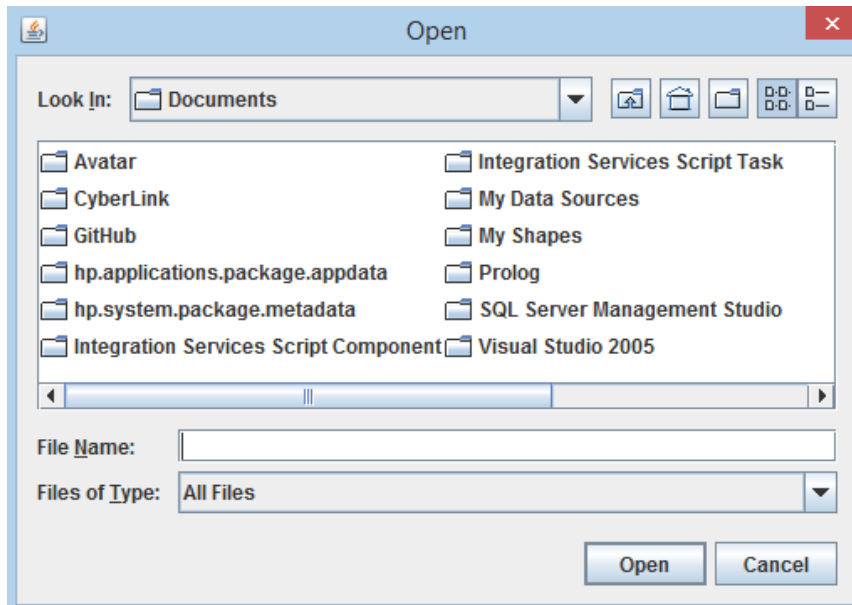 Open
Look In: Documents
Avatar
CyberLink
GitHub
hp.applications.package.appdata
hp.system.package.metadata
Integration Services Script Component
Integration Services Script Task
My Data Sources
My Shapes
Prolog
SQL Server Management Studio
Visual Studio 2005
File Name:
Files of Type: All Files
Open Cancel